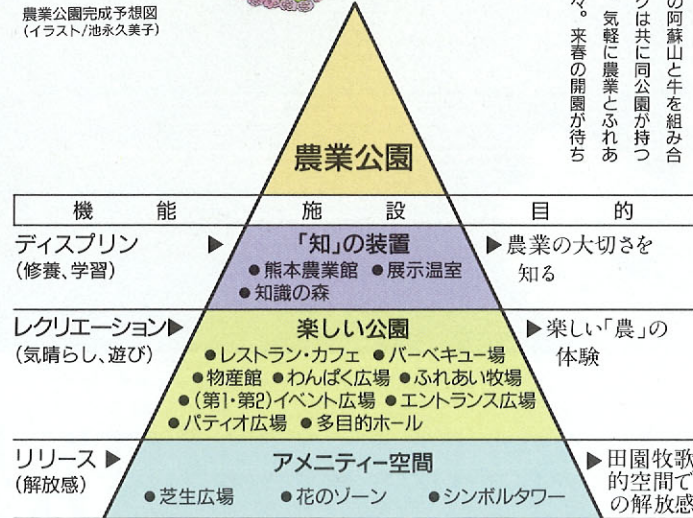 農業公園完成予想図
(イラスト/池永久美子)
の阿蘇山と牛を組み合
クは共に同公園が持つ
気軽に農業とふれあ
々。来春の開園が待ち
農業公園
機能
施設
目的
ディスプリン ▶
(修養、学習)
「知」の装置
●熊本農業館 ●展示温室
●知識の森
▶農業の大切さを
知る
レクリエーション▶
(気晴らし、遊び)
楽しい公園
●レストラン・カフェ ●バーベキュー場
●物産館 ●わんぱく広場 ●ふれあい牧場
●(第1・第2)イベント広場 ●エントランス広場
●パティオ広場 ●多目的ホール
▶楽しい「農」の
体験
リリース ▶
(解放感)
アメニティー空間
●芝生広場 ●花のゾーン ●シンボルタワー
▶田園牧歌
的空間で
の解放感